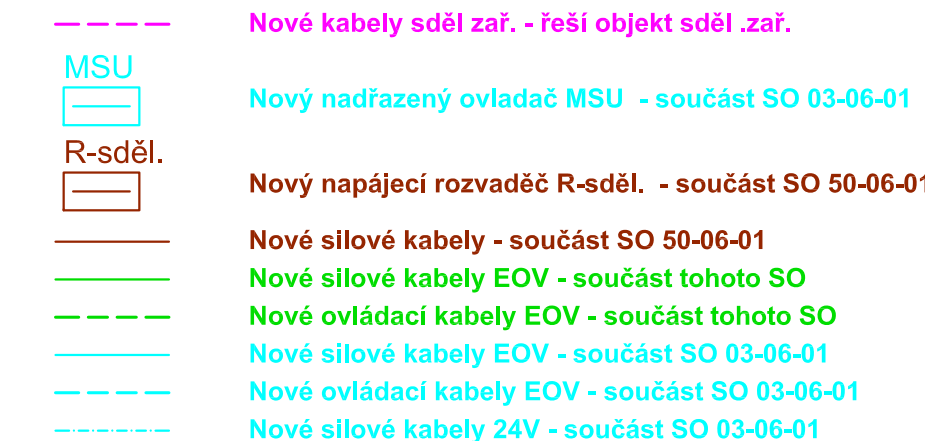 Nové kabely sděl zař. - řeší objekt sděl .zař.
MSU
Nový nadřazený ovladač MSU - součást SO 03-06-01
R-sděl.
Nový napájecí rozvaděč R-sděl. - součást SO 50-06-01
Nové silové kabely - součást SO 50-06-01
Nové silové kabely EOV - součást tohoto SO
Nové ovládací kabely EOV - součást tohoto SO
Nové silové kabely EOV - součást SO 03-06-01
Nové ovládací kabely EOV - součást SO 03-06-01
Nové silové kabely 24V - součást SO 03-06-01